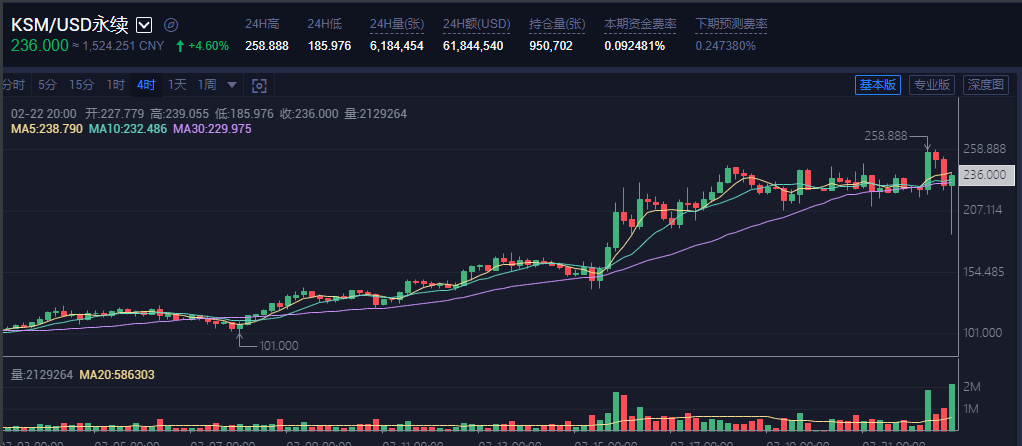 KSM/USD永续
236.000 ≈ 1,524.251 CNY +4.60%
24H高 24H低 24H量(张) 24H额(USD) 持仓量(张) 本期资金费率 下期预测费率
258.888 185.976 6,184,454 61,844,540 950,702 0.092481% 0.247380%
分时 5分 15分 1时 4时 1天 1周 基本版 专业版 深度图
02-22 20:00 开:227.779 高:239.055 低:185.976 收:236.000 量:2129264
MA5:238.790 MA10:232.486 MA30:229.975
258.888
258.888
236.000
207.114
154.485
101.000
101.000
量:2129264 MA20:586303
2M
1M